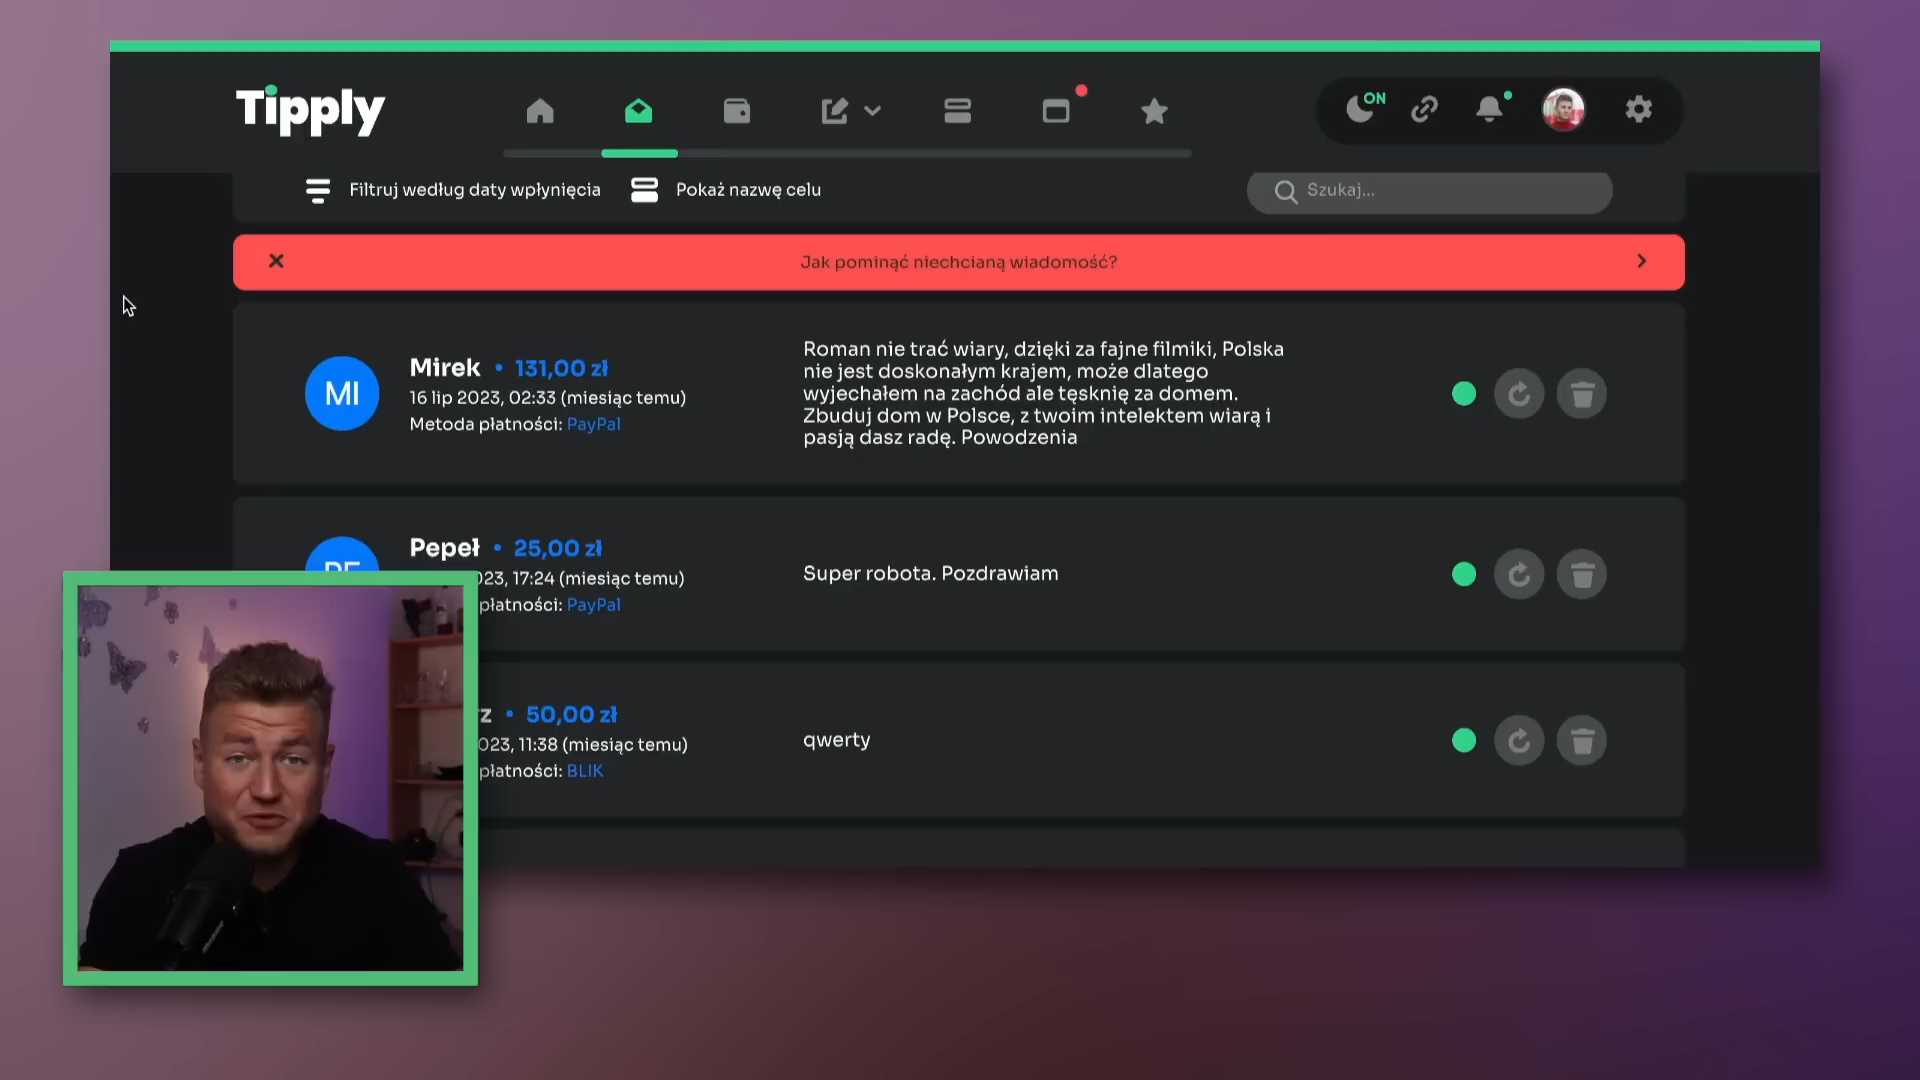 Tipply
ON
Filtruj według daty wpłynięcia
Pokaż nazwę celu
Szukaj...
Jak pominąć niechcianą wiadomość?
MI
Mirek • 131,00 zł
16 lip 2023, 02:33 (miesiąc temu)
Metoda płatności: PayPal
Roman nie trać wiary, dzięki za fajne filmiki, Polska
nie jest doskonałym krajem, może dlatego
wyjechałem na zachód ale tęsknię za domem.
Zbuduj dom w Polsce, z twoim intelektem wiarą i
pasją dasz radę. Powodzenia
PE
Pepeł • 25,00 zł
023, 17:24 (miesiąc temu)
płatności: PayPal
Super robota. Pozdrawiam
rz • 50,00 zł
023, 11:38 (miesiąc temu)
płatności: BLIK
qwerty